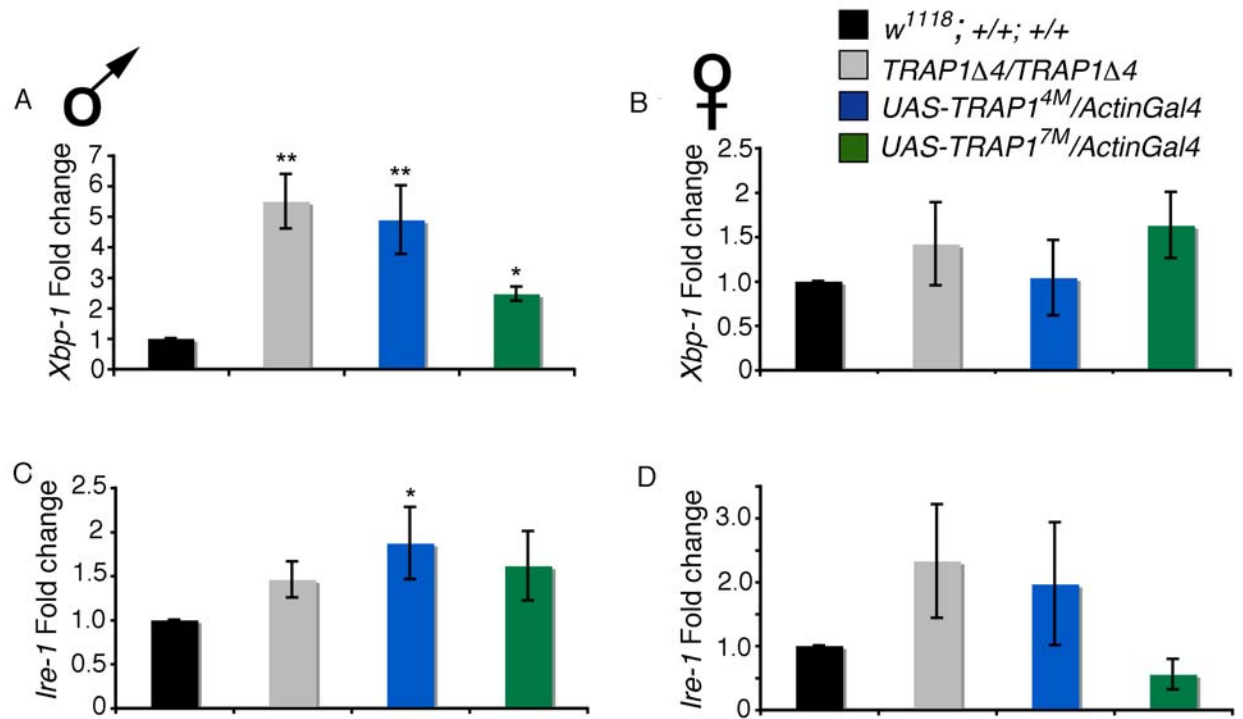 w1118; +/+; +/+
TRAP1Δ4/TRAP1Δ4
UAS-TRAP14M/ActinGal4
UAS-TRAP17M/ActinGal4
A
Xbp-1 Fold change
7
6
5
4
3
2
1
0
**
**
*
B
Xbp-1 Fold change
2.5
2
1.5
1.0
0.5
0
C
Ire-1 Fold change
2.5
2
1.5
1.0
0.5
0
*
D
Ire-1 Fold change
3.0
2.0
1.0
0